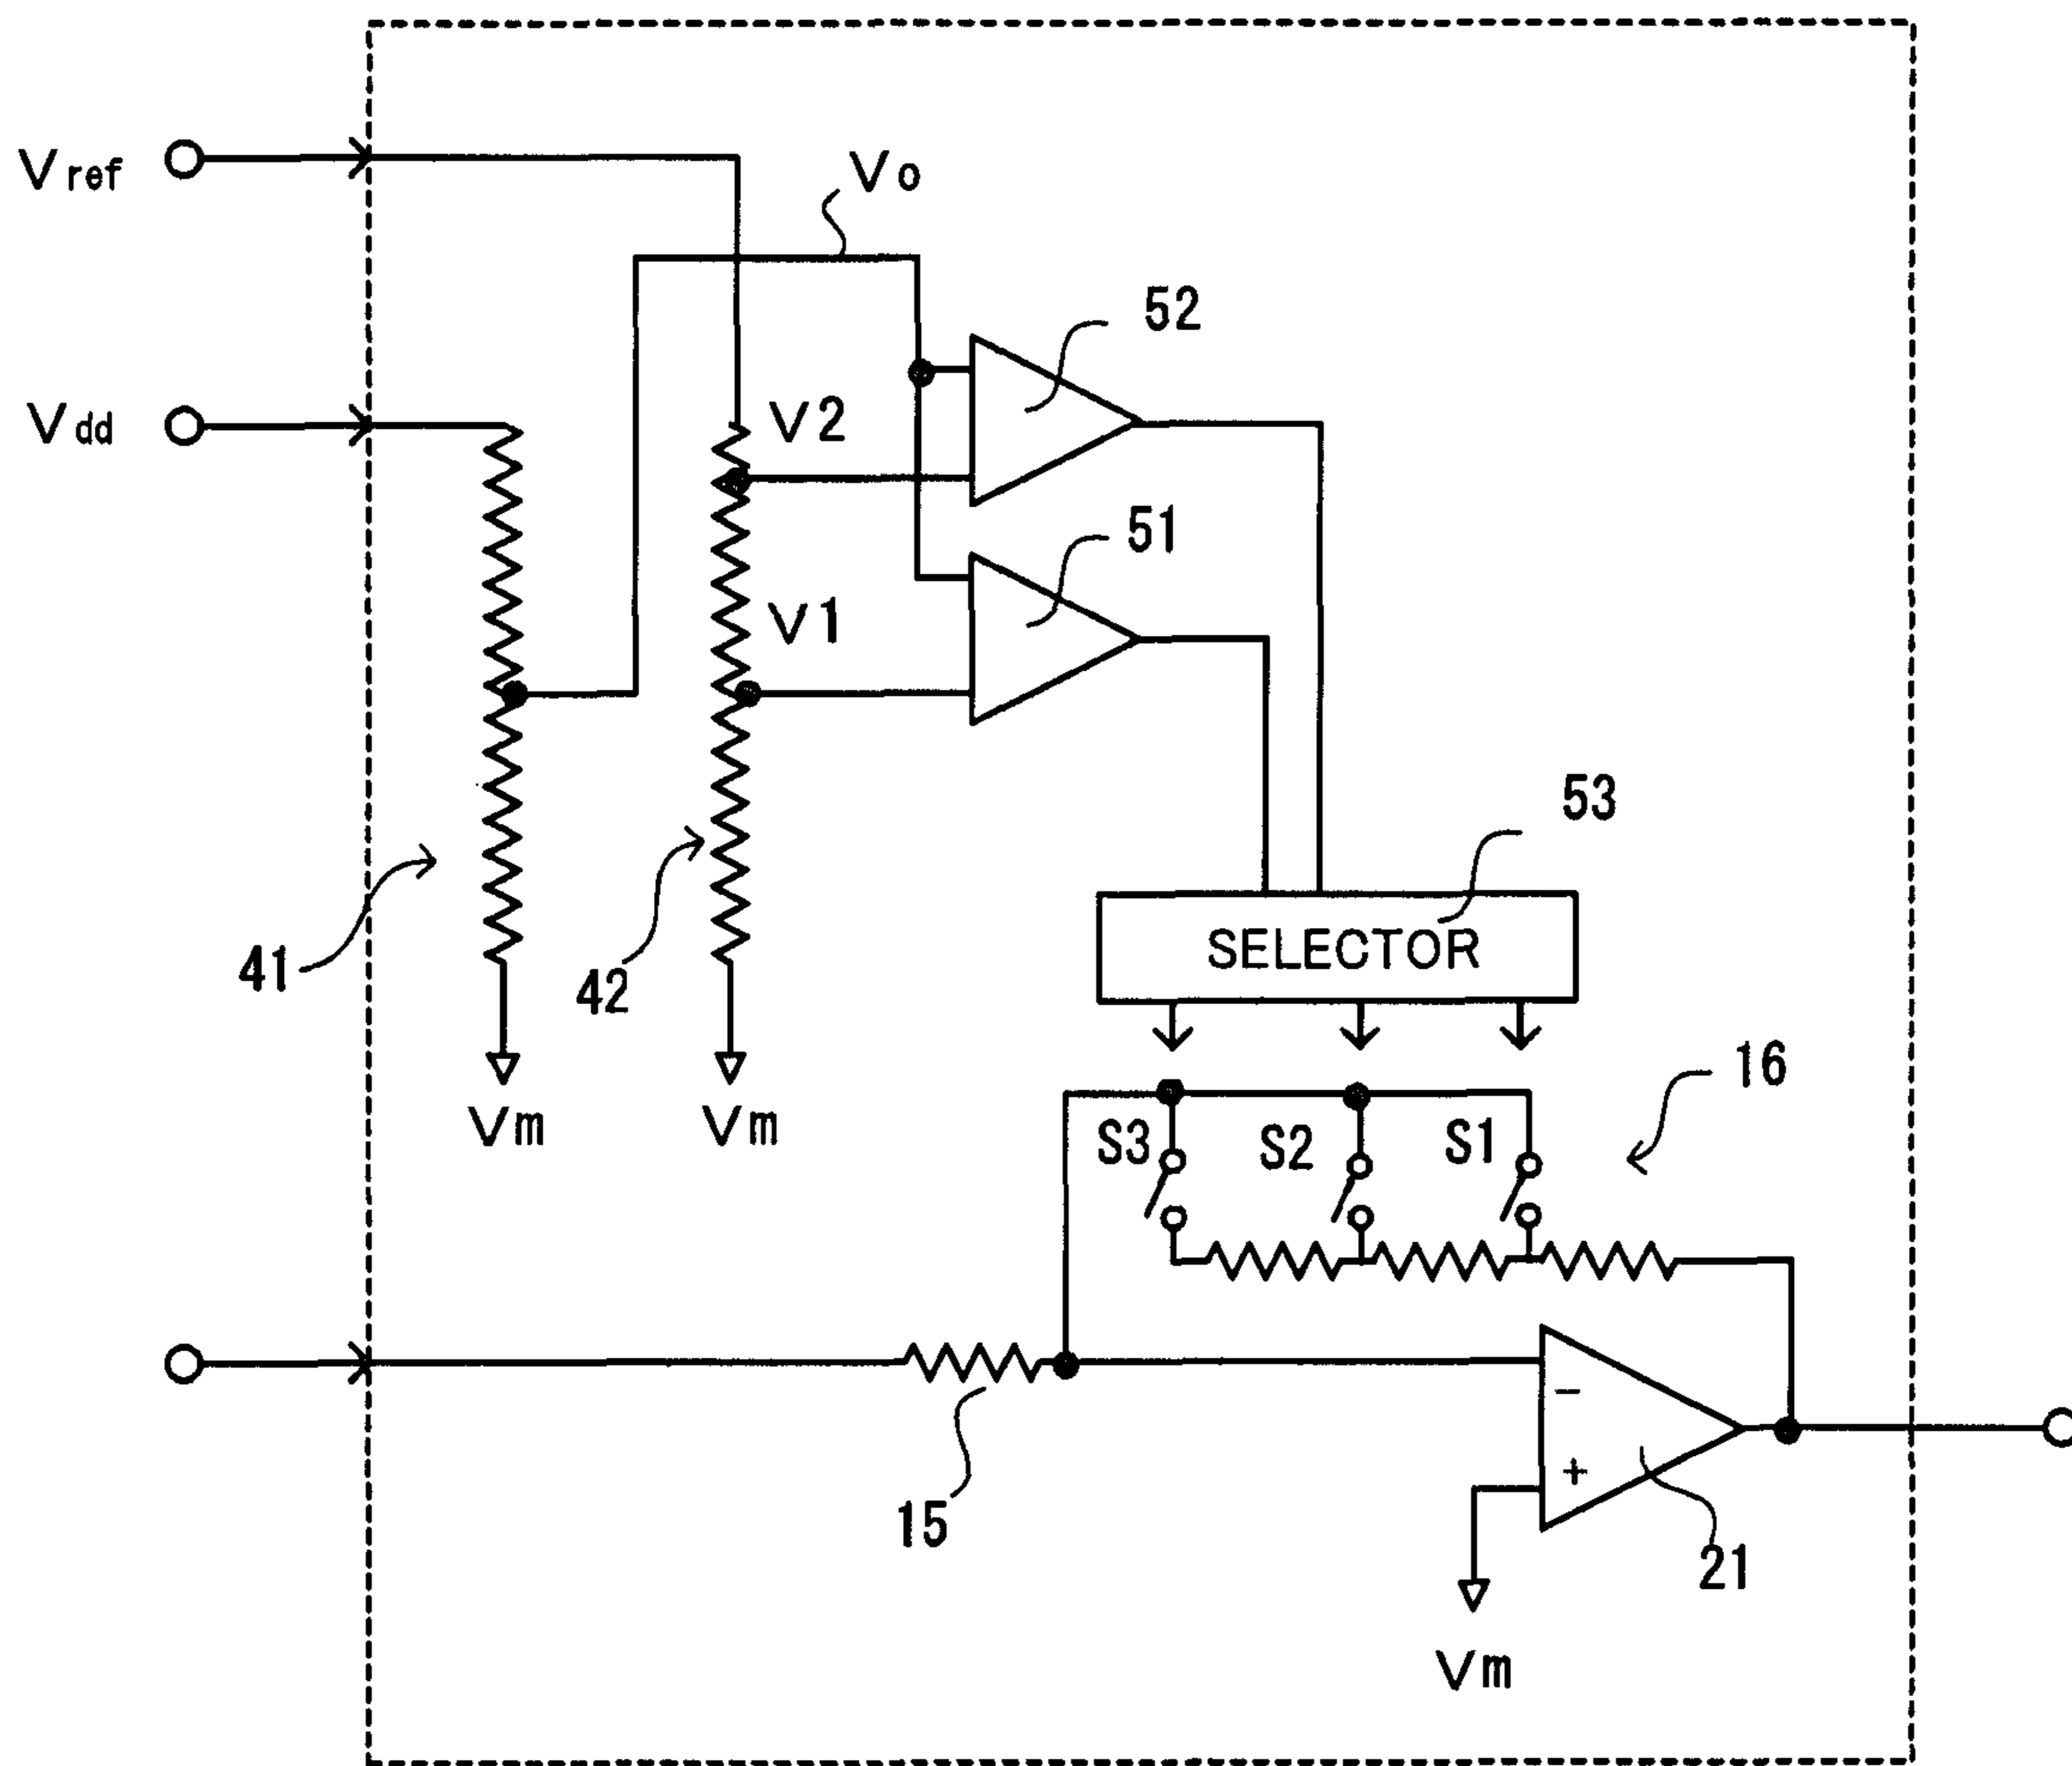 Vref
Vo
52
Vdd
V2
51
V1
53
41
42
SELECTOR
16
Vm
Vm
S3
S2
S1
−
+
15
21
Vm